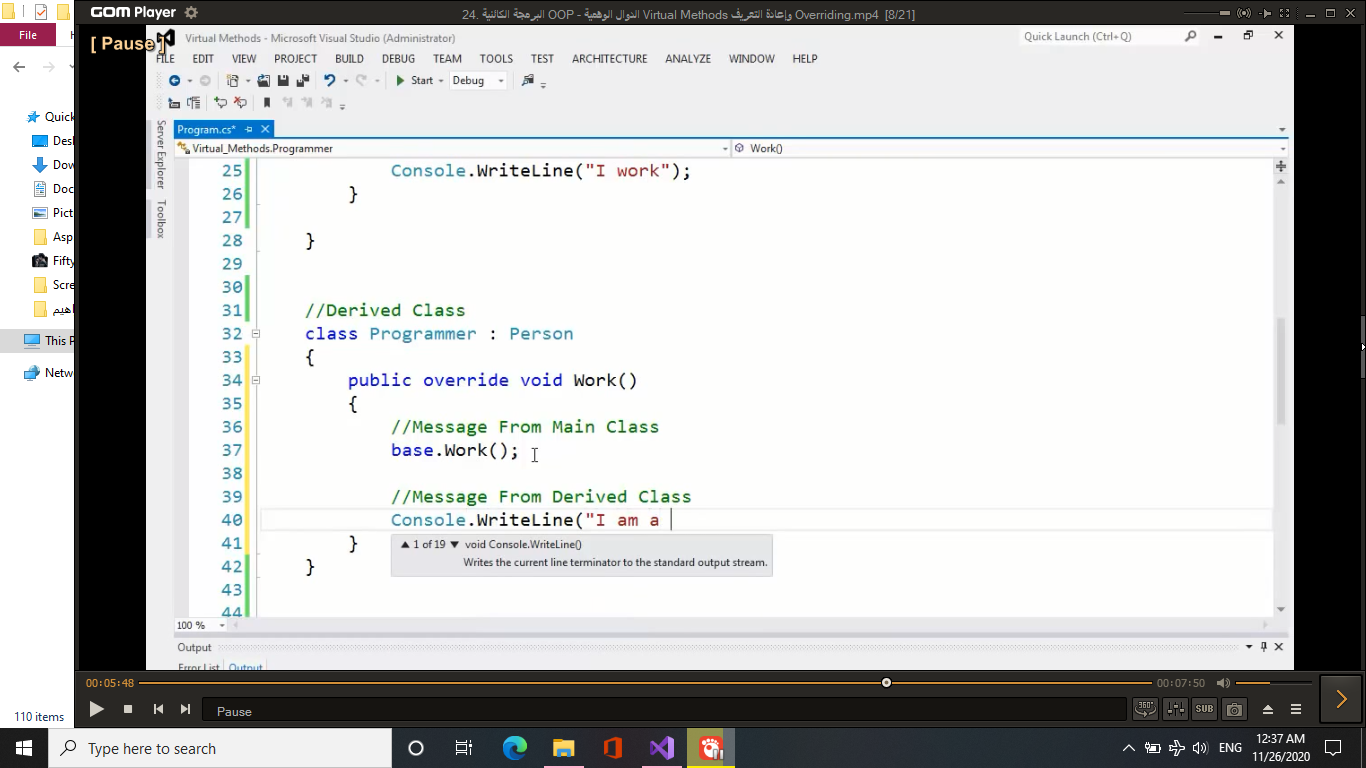 File
GOM Player
24. البرمجة الكائنية OOP - الدوال الوهمية Virtual Methods وإعادة التعريف Overriding.mp4 [8/21]
[ Pause ]
Virtual Methods - Microsoft Visual Studio (Administrator)
Quick Launch (Ctrl+Q)
FILE EDIT VIEW PROJECT BUILD DEBUG TEAM TOOLS TEST ARCHITECTURE ANALYZE WINDOW HELP
Start Debug
Program.cs*
Virtual_Methods.Programmer Work()
Server Explorer
Toolbox
Quick
Desl
Dow
Doc
Pict
Asp
Fifty
Scre
This P
Netw
25 Console.WriteLine("I work");
26 }
27
28 }
29
30
31 //Derived Class
32 class Programmer : Person
33 {
34 public override void Work()
35 {
36 //Message From Main Class
37 base.Work();
38
39 //Message From Derived Class
40 Console.WriteLine("I am a
41 }
1 of 19 void Console.WriteLine()
Writes the current line terminator to the standard output stream.
42 }
43
44
100 %
Output
Error List Output
00:05:48 00:07:50
Pause
360° SUB
110 items
Type here to search
ENG
12:37 AM
11/26/2020